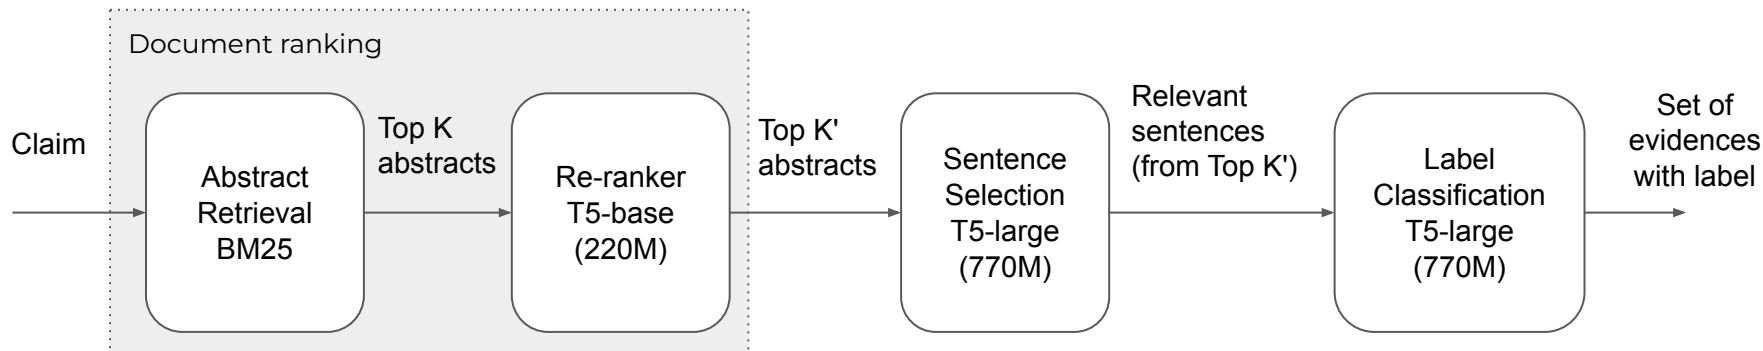 Document ranking
Claim
Abstract
Retrieval
BM25
Top K
abstracts
Re-ranker
T5-base
(220M)
Top K'
abstracts
Sentence
Selection
T5-large
(770M)
Relevant
sentences
(from Top K')
Label
Classification
T5-large
(770M)
Set of
evidences
with label